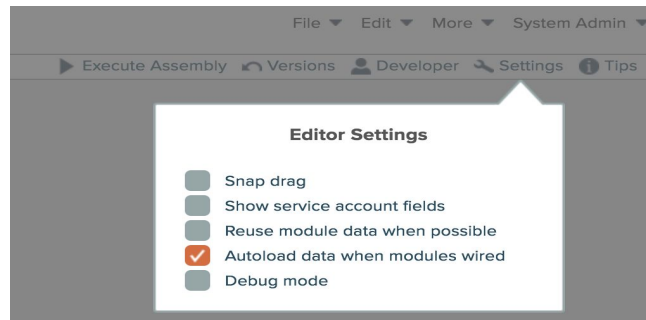 File Edit More System Admin
Execute Assembly Versions Developer Settings Tips
Editor Settings
Snap drag
Show service account fields
Reuse module data when possible
Autoload data when modules wired
Debug mode